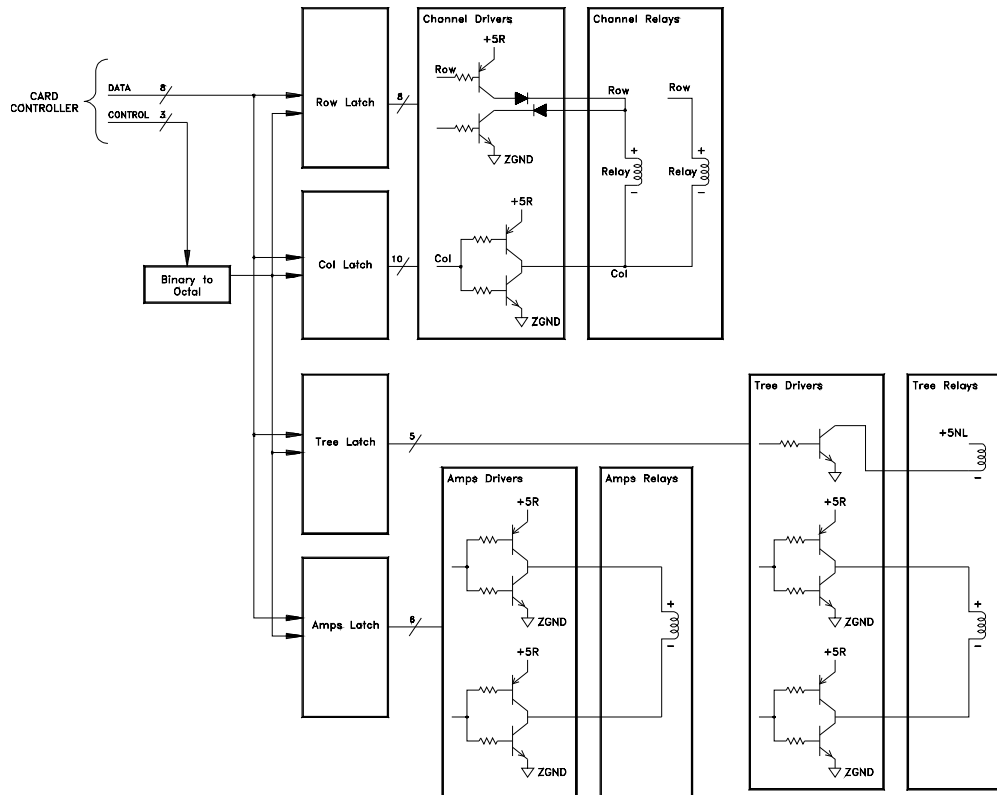 CARD
CONTROLLER
DATA
8
CONTROL
3
Binary to
Octal
Row Latch
8
Col Latch
10
Tree Latch
5
Amps Latch
6
Channel Drivers
+5R
Row
ZGND
+5R
Col
ZGND
Channel Relays
Row
Row
+
+
Relay
Relay
-
-
Col
Amps Drivers
+5R
ZGND
+5R
ZGND
Amps Relays
+
-
Tree Drivers
+5R
ZGND
+5R
ZGND
Tree Relays
+5NL
-
+
-